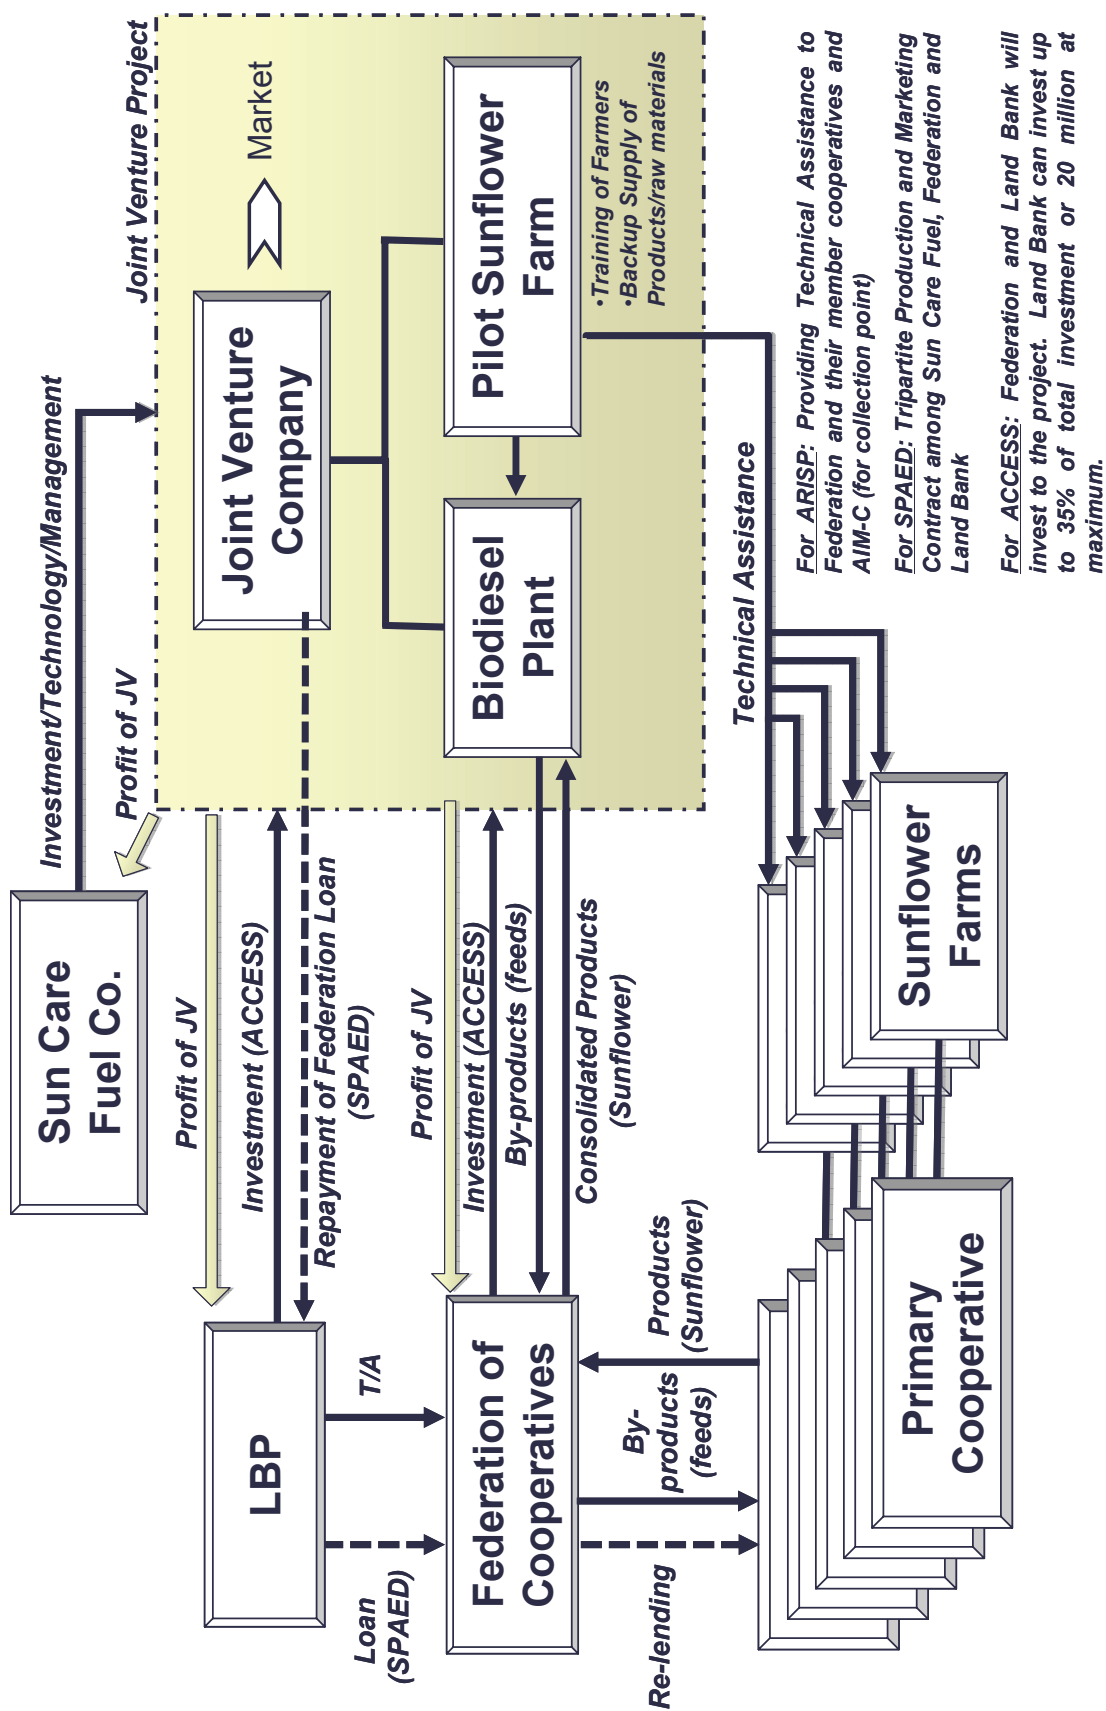 Sun Care
Fuel Co.
Investment/Technology/Management
Profit of JV
Joint Venture Project
LBP
Profit of JV
Investment (ACCESS)
Repayment of Federation Loan
(SPAED)
Joint Venture
Company
Market
Loan
(SPAED)
T/A
Federation of
Cooperatives
Profit of JV
Investment (ACCESS)
By-products (feeds)
Consolidated Products
(Sunflower)
Biodiesel
Plant
Pilot Sunflower
Farm
•Training of Farmers
•Backup Supply of
Products/raw materials
Re-lending
By-
products
(feeds)
Products
(Sunflower)
Technical Assistance
Primary
Cooperative
Sunflower
Farms
For ARISP: Providing Technical Assistance to
Federation and their member cooperatives and
AIM-C (for collection point)
For SPAED: Tripartite Production and Marketing
Contract among Sun Care Fuel, Federation and
Land Bank
For ACCESS: Federation and Land Bank will
invest to the project. Land Bank can invest up
to 35% of total investment or 20 million at
maximum.